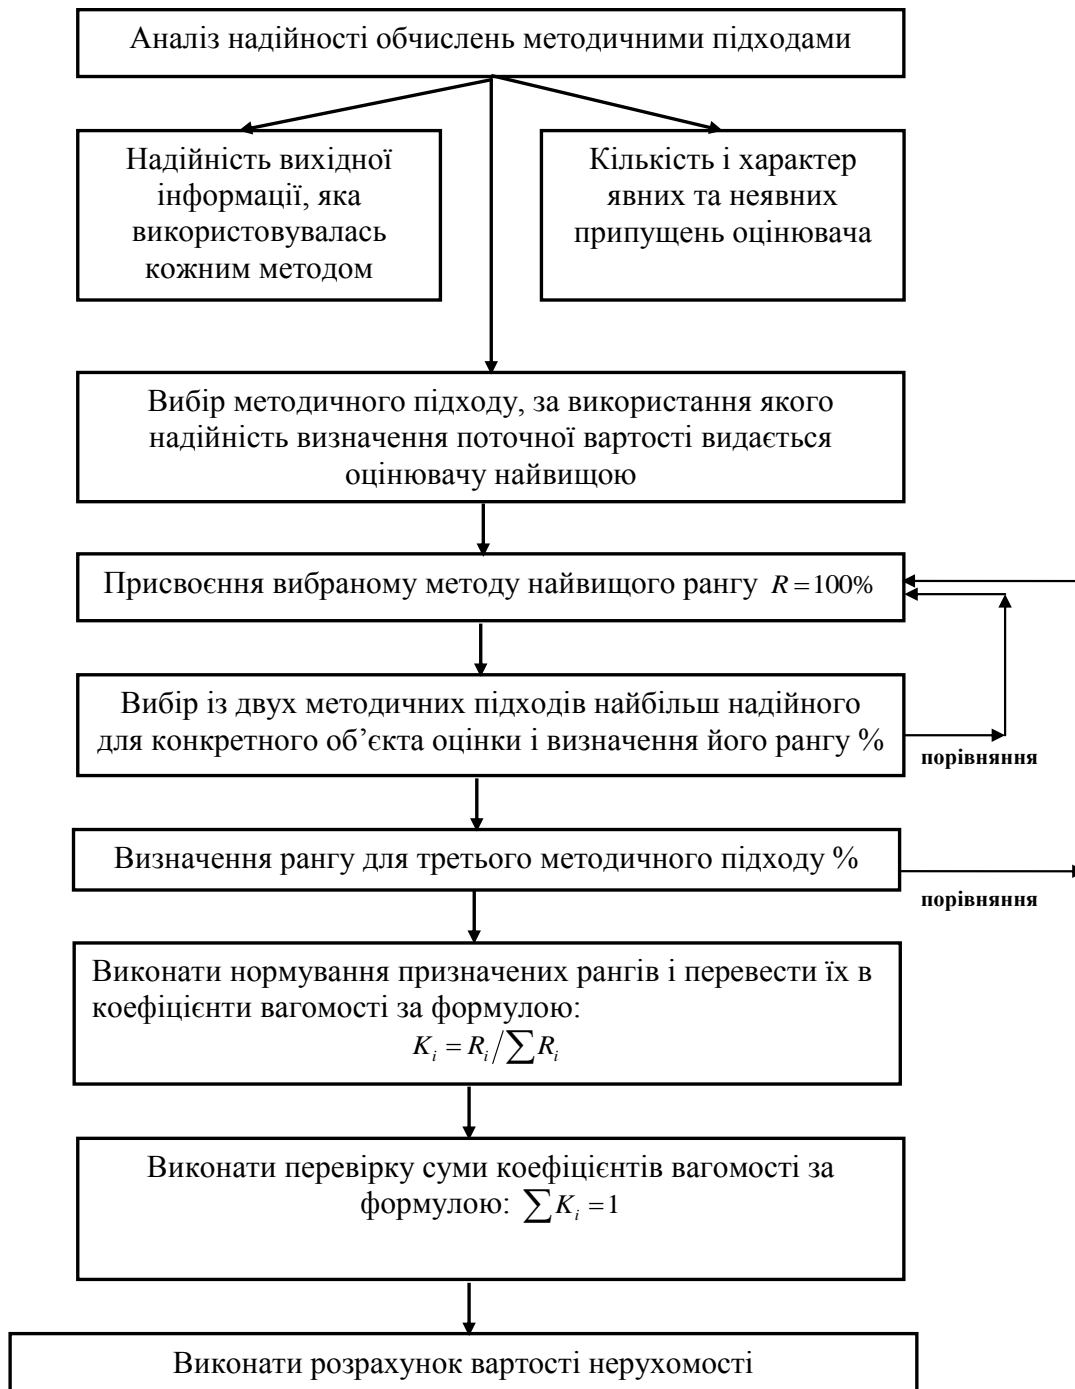 Аналіз надійності обчислень методичними підходами
Надійність вихідної
інформації, яка
використовувалась
кожним методом
Кількість і характер
явних та неявних
припущень оцінювача
Вибір методичного підходу, за використання якого
надійність визначення поточної вартості видається
оцінювачу найвищою
Присвоєння вибраному методу найвищого рангу R = 100%
Вибір із двух методичних підходів найбільш надійного
для конкретного об’єкта оцінки і визначення його рангу %
порівняння
Визначення рангу для третього методичного підходу %
порівняння
Виконати нормування призначених рангів і перевести їх в
коефіцієнти вагомості за формулою:
K_i = R_i / ∑ R_i
Виконати перевірку суми коефіцієнтів вагомості за
формулою: ∑ K_i = 1
Виконати розрахунок вартості нерухомості